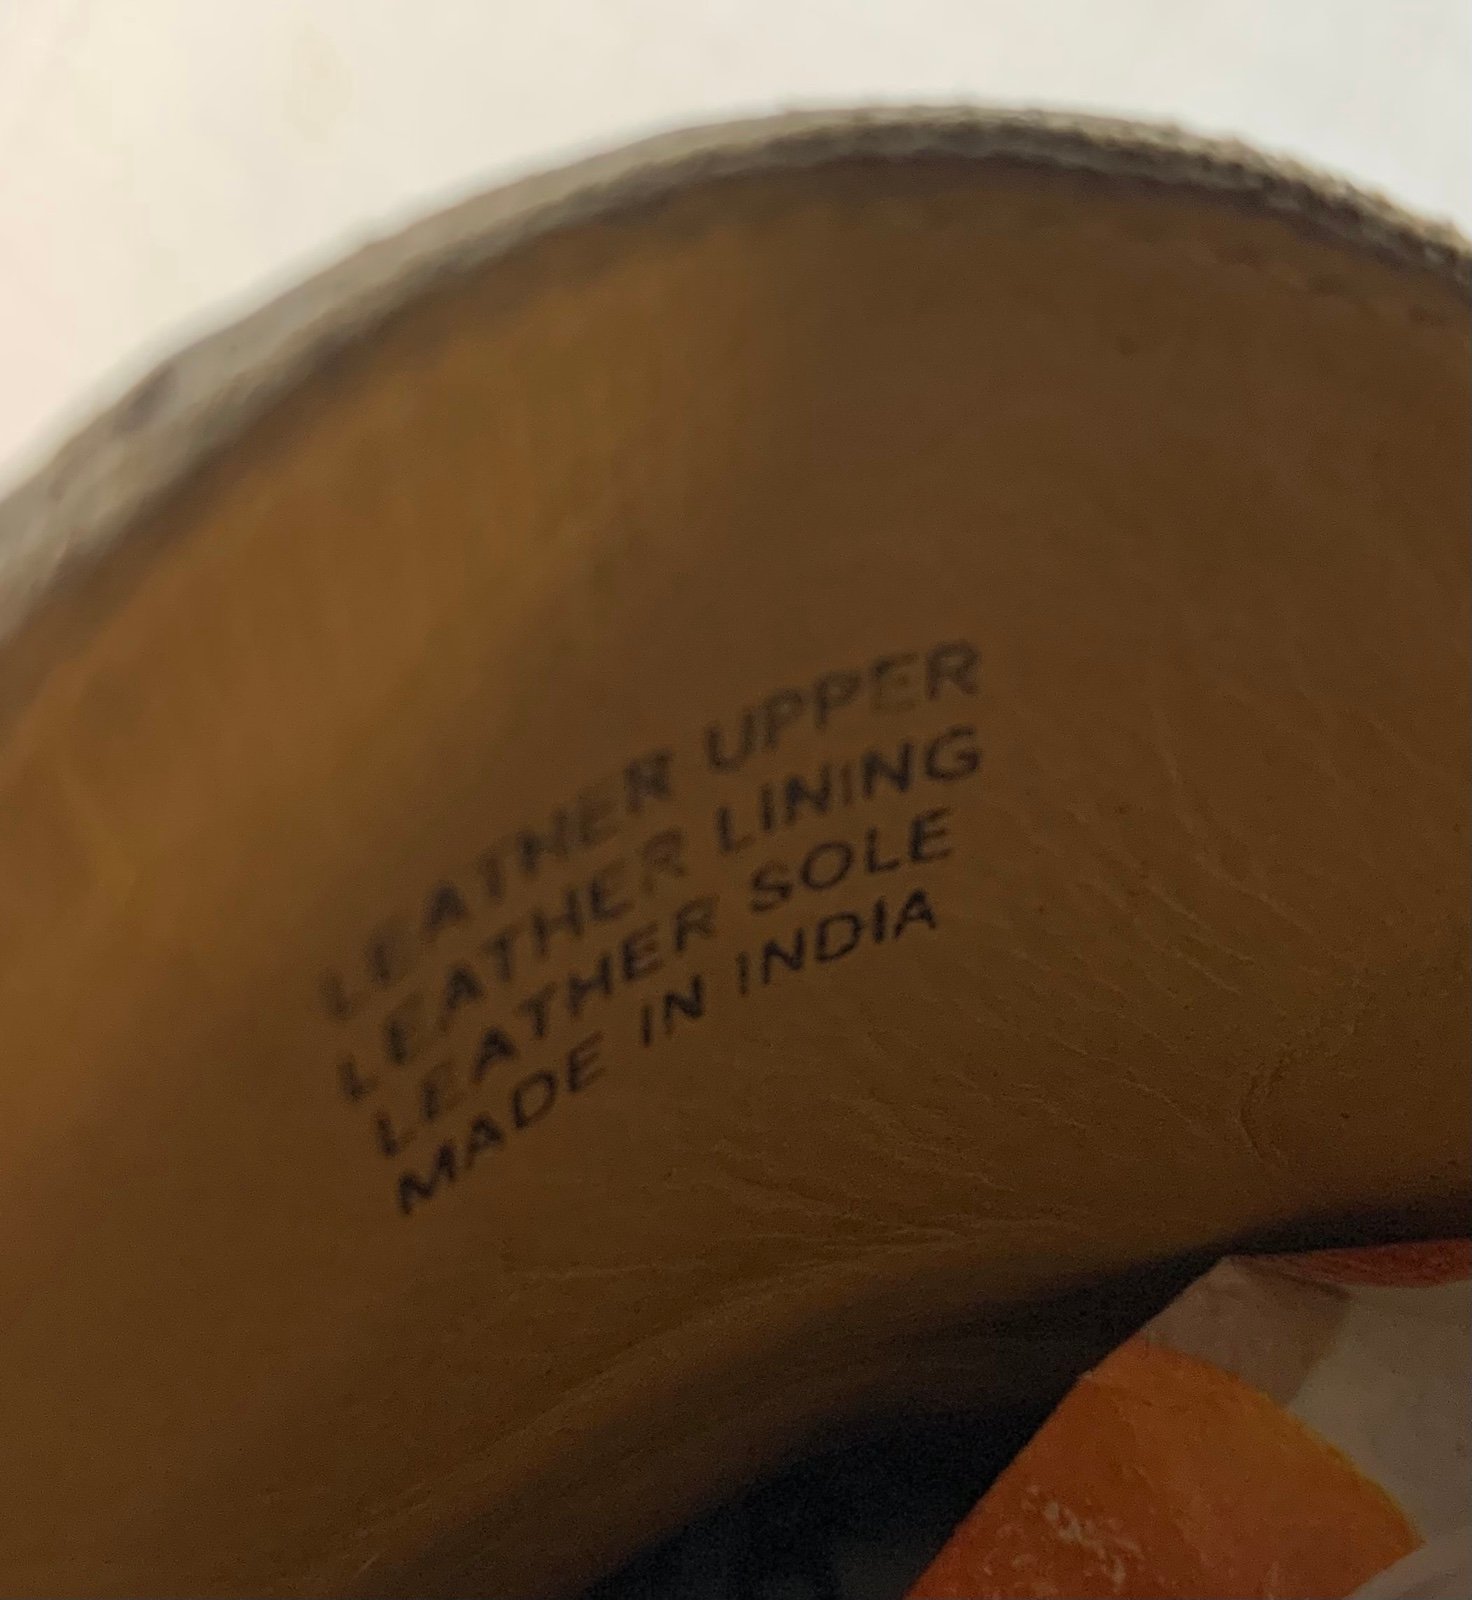 LEATHER UPPER
LEATHER LINING
LEATHER SOLE
MADE IN INDIA